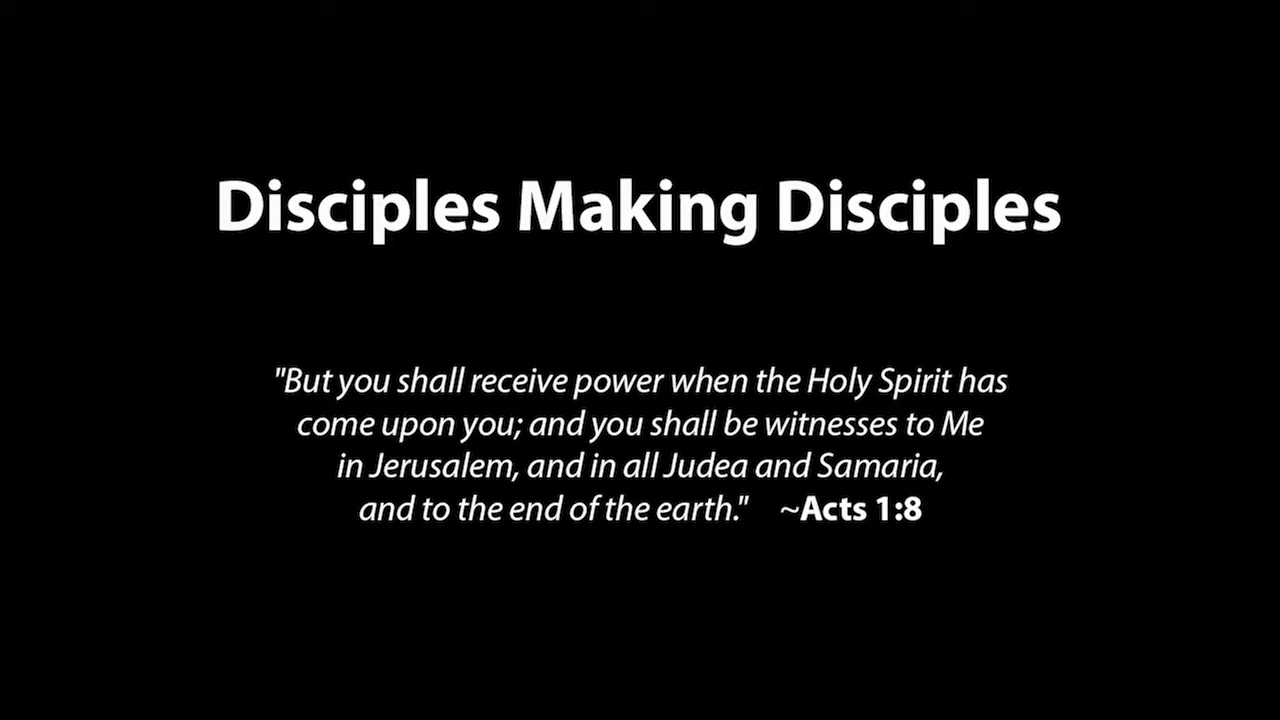 Disciples Making Disciples
"But you shall receive power when the Holy Spirit has
come upon you; and you shall be witnesses to Me
in Jerusalem, and in all Judea and Samaria,
and to the end of the earth." ~Acts 1:8